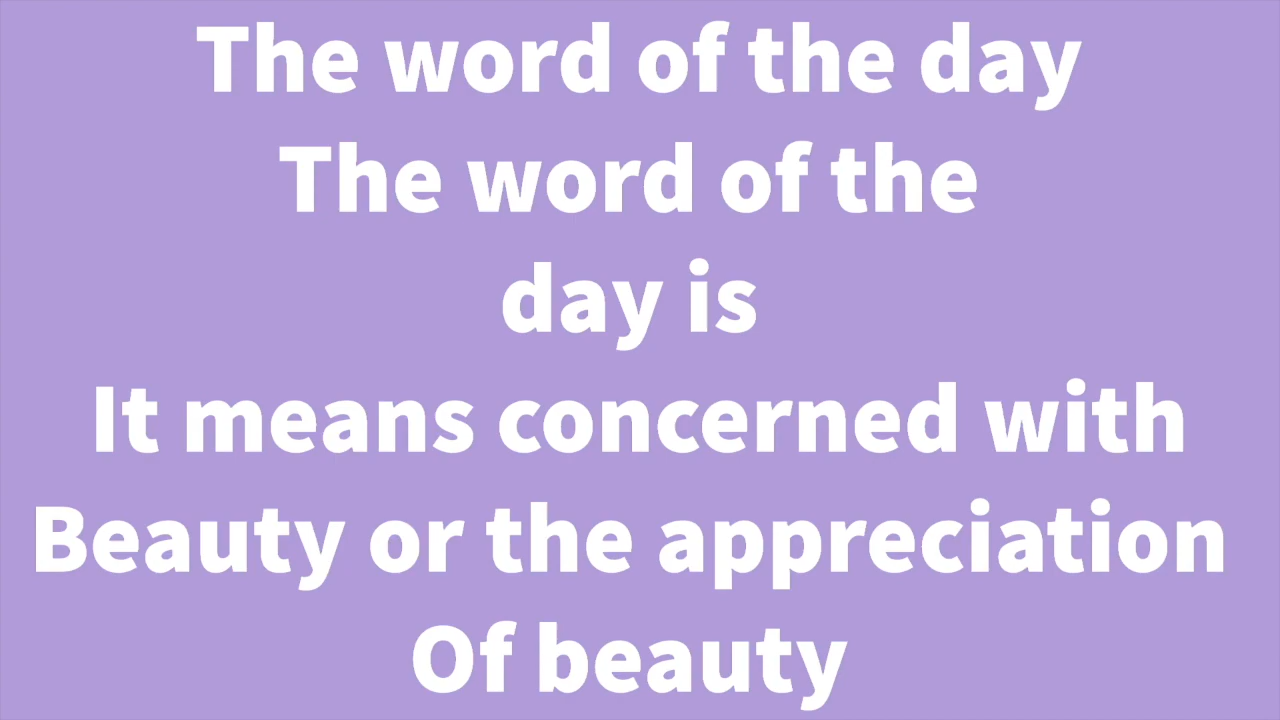 The word of the day
The word of the
day is
It means concerned with
Beauty or the appreciation
Of beauty